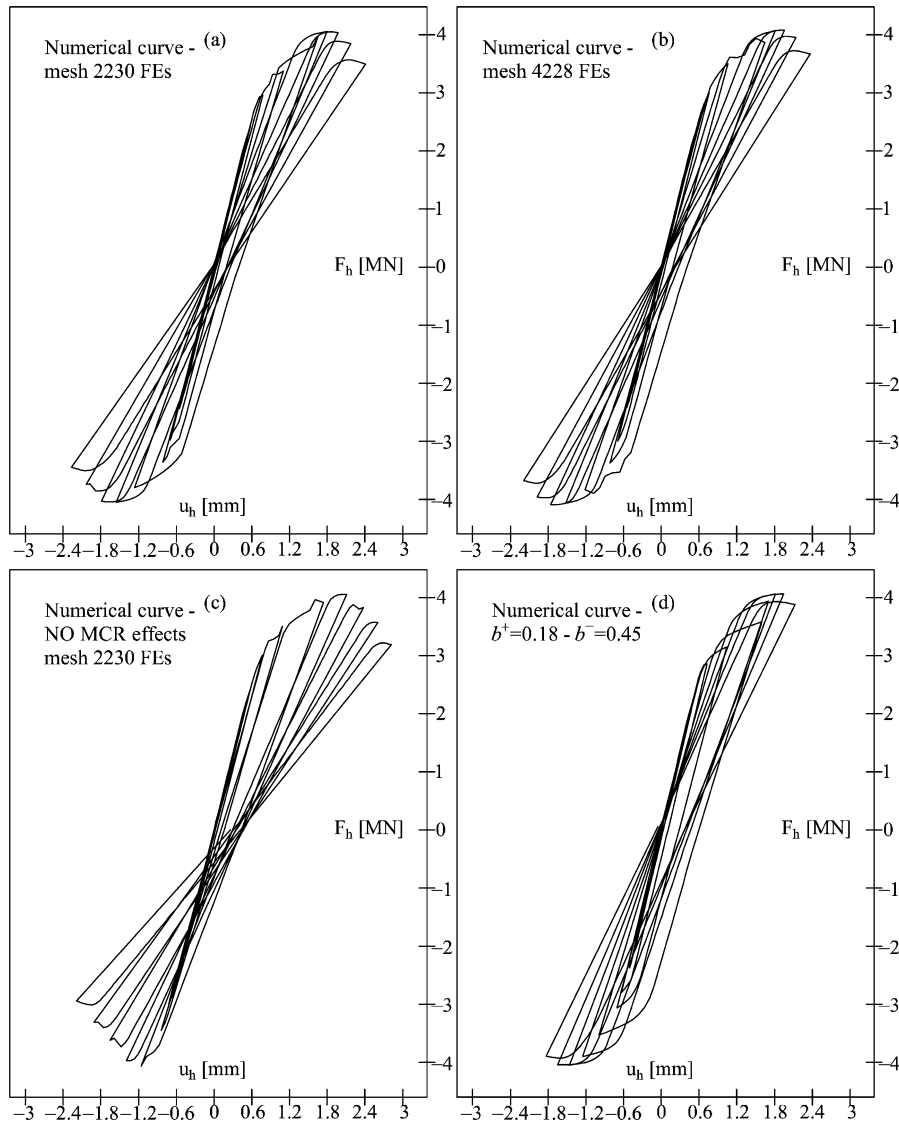 Numerical curve - (a)
mesh 2230 FEs
4
3
2
1
F_h [MN] 0
–1
–2
–3
–4
u_h [mm]
–3 –2.4 –1.8 –1.2 –0.6 0 0.6 1.2 1.8 2.4 3
Numerical curve - (b)
mesh 4228 FEs
4
3
2
1
F_h [MN] 0
–1
–2
–3
–4
u_h [mm]
–3 –2.4 –1.8 –1.2 –0.6 0 0.6 1.2 1.8 2.4 3
Numerical curve - (c)
NO MCR effects
mesh 2230 FEs
4
3
2
1
F_h [MN] 0
–1
–2
–3
–4
u_h [mm]
–3 –2.4 –1.8 –1.2 –0.6 0 0.6 1.2 1.8 2.4 3
Numerical curve - (d)
b⁺=0.18 - b⁻=0.45
4
3
2
1
F_h [MN] 0
–1
–2
–3
–4
u_h [mm]
–3 –2.4 –1.8 –1.2 –0.6 0 0.6 1.2 1.8 2.4 3